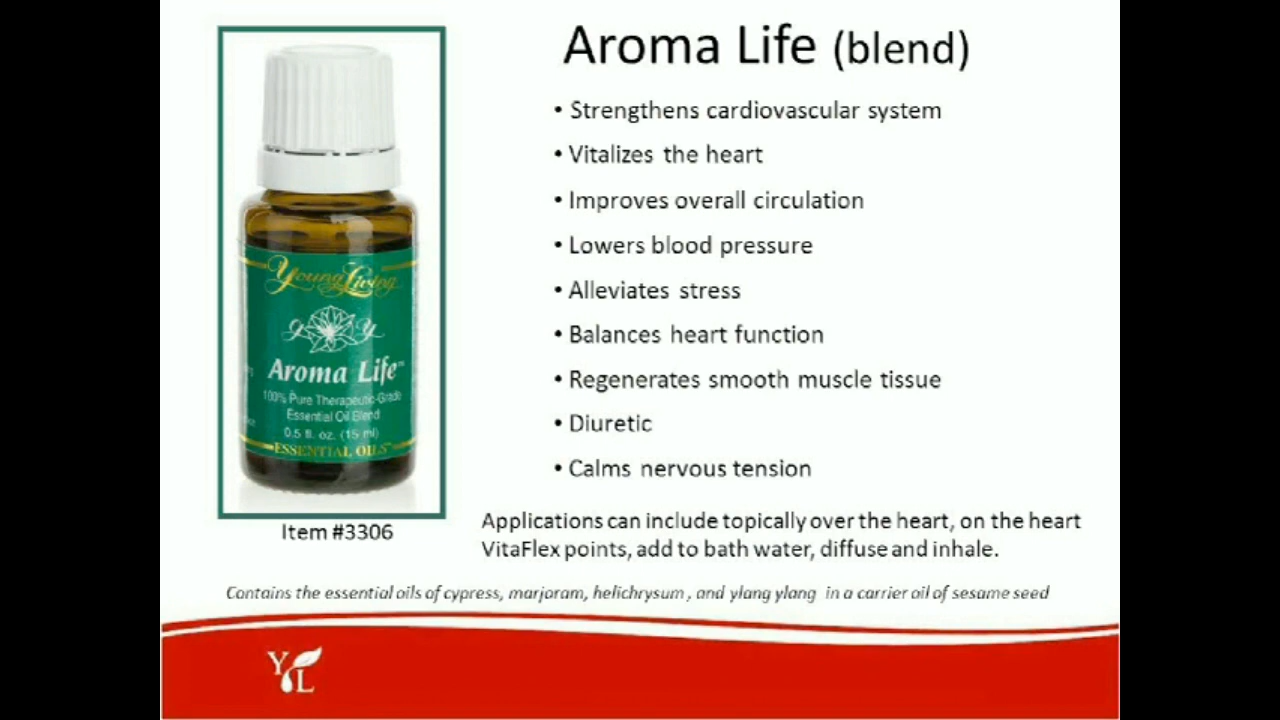 Aroma Life (blend)
• Strengthens cardiovascular system
• Vitalizes the heart
• Improves overall circulation
• Lowers blood pressure
• Alleviates stress
• Balances heart function
• Regenerates smooth muscle tissue
• Diuretic
• Calms nervous tension
Young Living
Aroma Life™
100% Pure Therapeutic-Grade
Essential Oil Blend
0.5 fl. oz. (15 ml)
ESSENTIAL OILS™
Item #3306
Applications can include topically over the heart, on the heart
VitaFlex points, add to bath water, diffuse and inhale.
Contains the essential oils of cypress, marjoram, helichrysum, and ylang ylang in a carrier oil of sesame seed
Y L